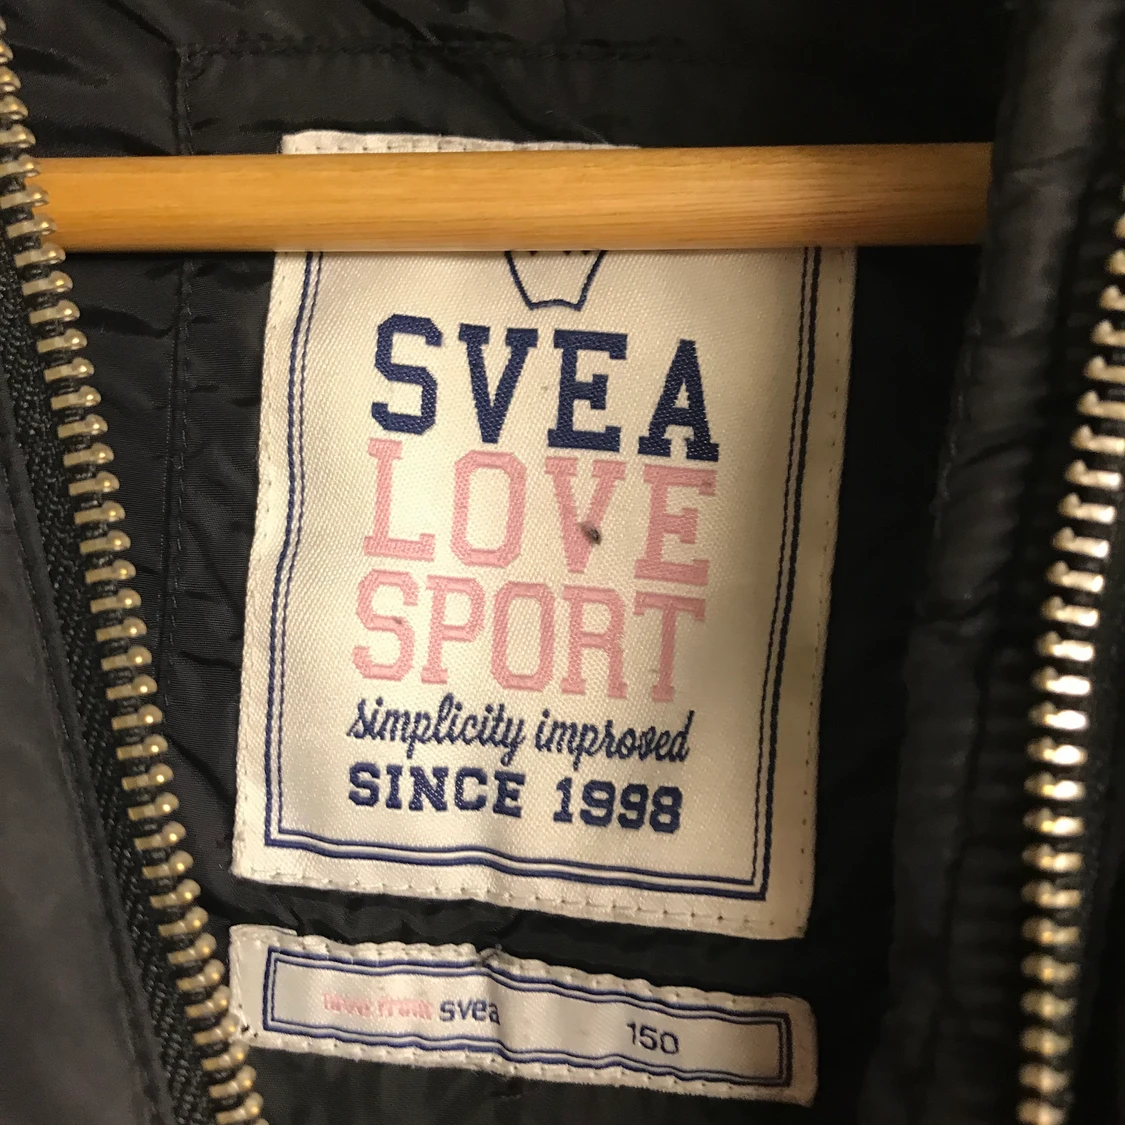 SVEA
LOVE
SPORT
simplicity improved
SINCE 1998
love from svea 150